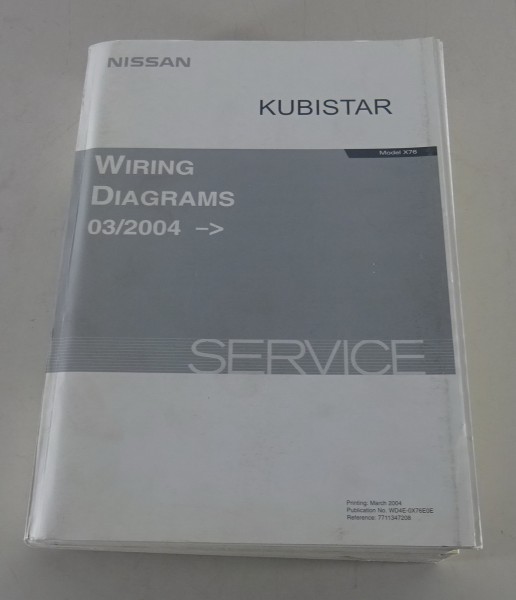 NISSAN
KUBISTAR
Model X76
WIRING
DIAGRAMS
03/2004 –>
SERVICE
Printing: March 2004
Publication No. WD4E-0X76E0E
Reference: 7711347208